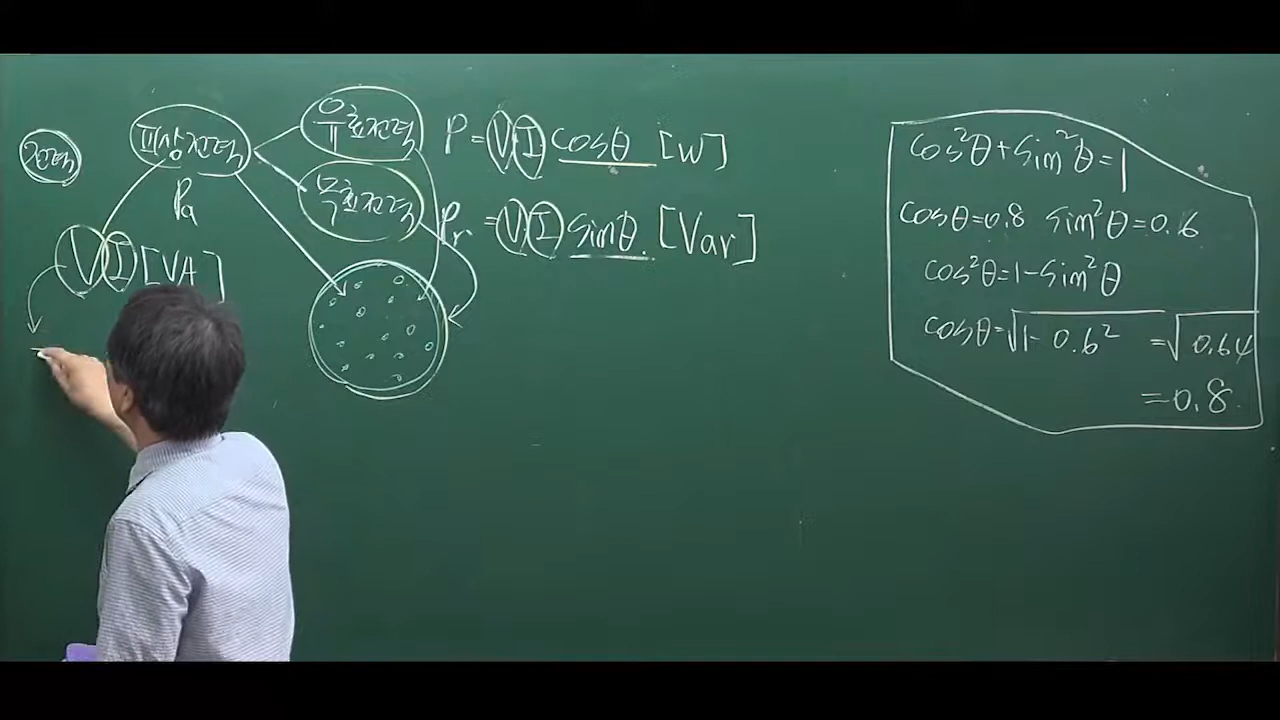 전력
피상전력
Pa
VI[VA]
유효전력 P=VI cosθ [W]
무효전력 Pr=VI sinθ [Var]
cos²θ+sin²θ=1
cosθ=0.8 sin²θ=0.16
cos²θ=1-sin²θ
cosθ=√1-0.6² =√0.64
=0.8